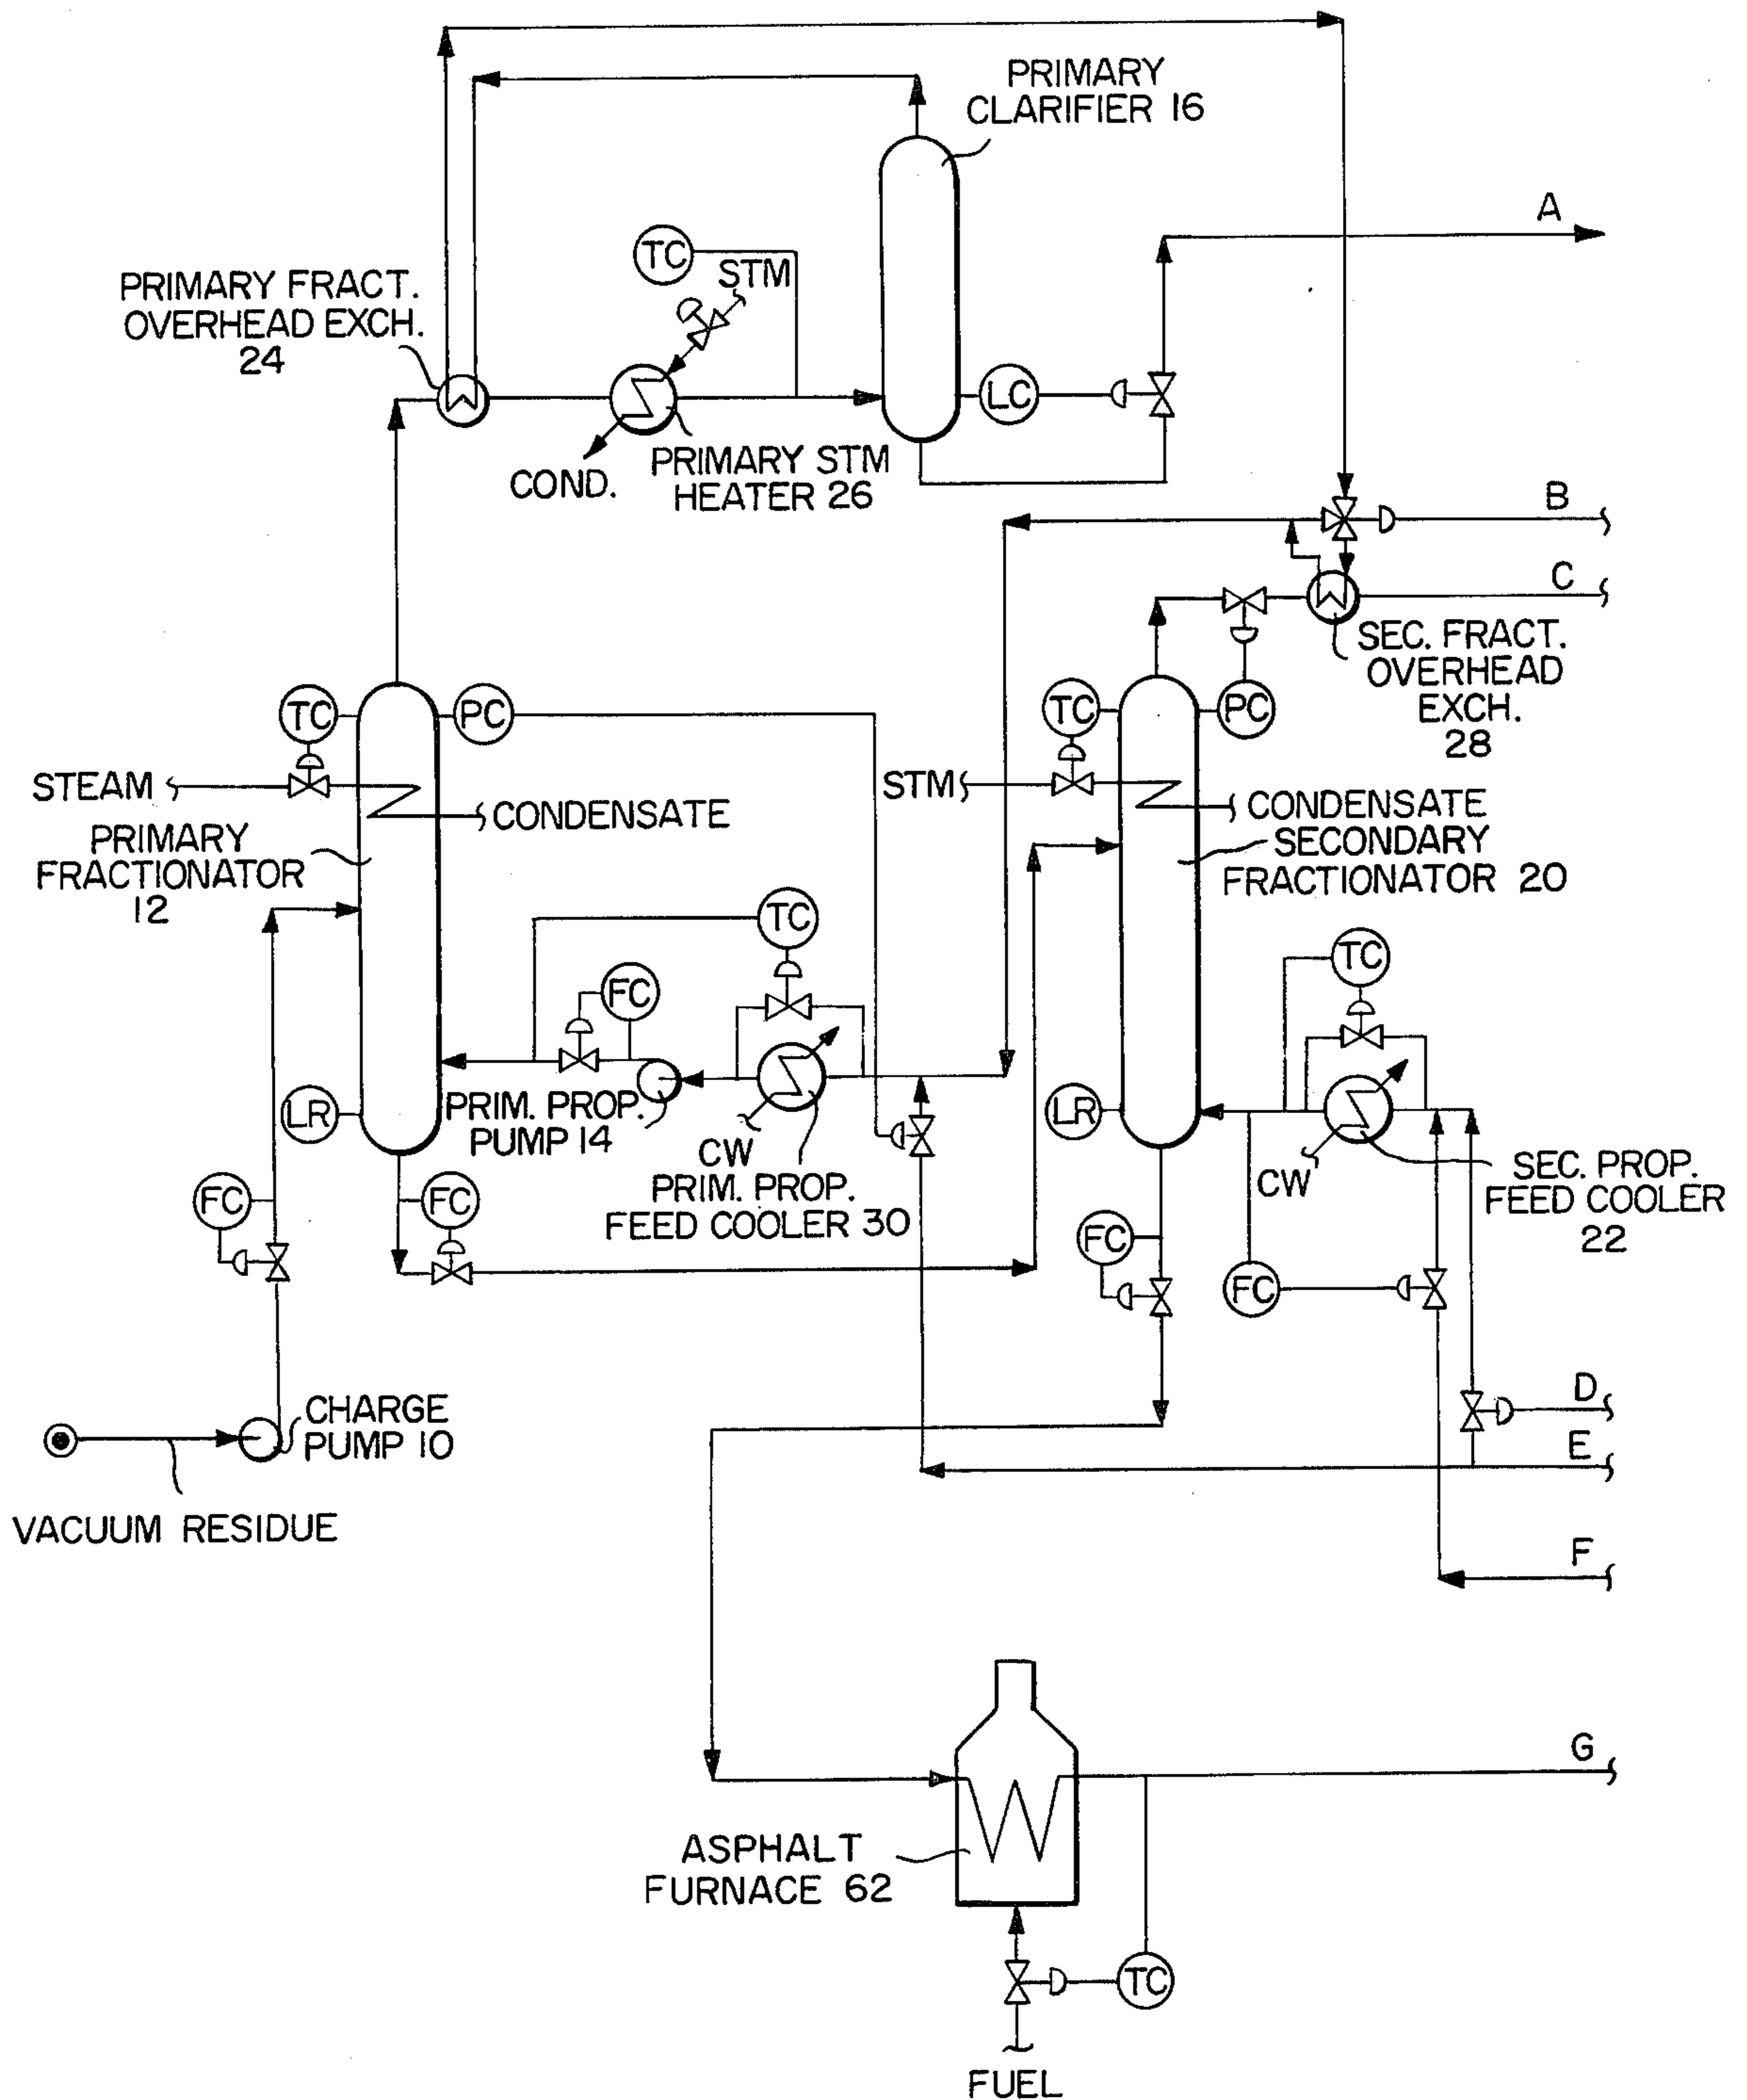 PRIMARY
CLARIFIER 16
A
TC
STM
PRIMARY FRACT.
OVERHEAD EXCH.
24
LC
COND.
PRIMARY STM
HEATER 26
B
C
SEC. FRACT.
OVERHEAD
EXCH.
28
TC
PC
TC
PC
STEAM
CONDENSATE
STM
CONDENSATE
PRIMARY
FRACTIONATOR
12
SECONDARY
FRACTIONATOR 20
TC
FC
TC
LR
PRIM. PROP.
PUMP 14
CW
PRIM. PROP.
FEED COOLER 30
LR
CW
SEC. PROP.
FEED COOLER
22
FC
FC
FC
FC
D
CHARGE
PUMP 10
E
VACUUM RESIDUE
F
G
ASPHALT
FURNACE 62
TC
FUEL